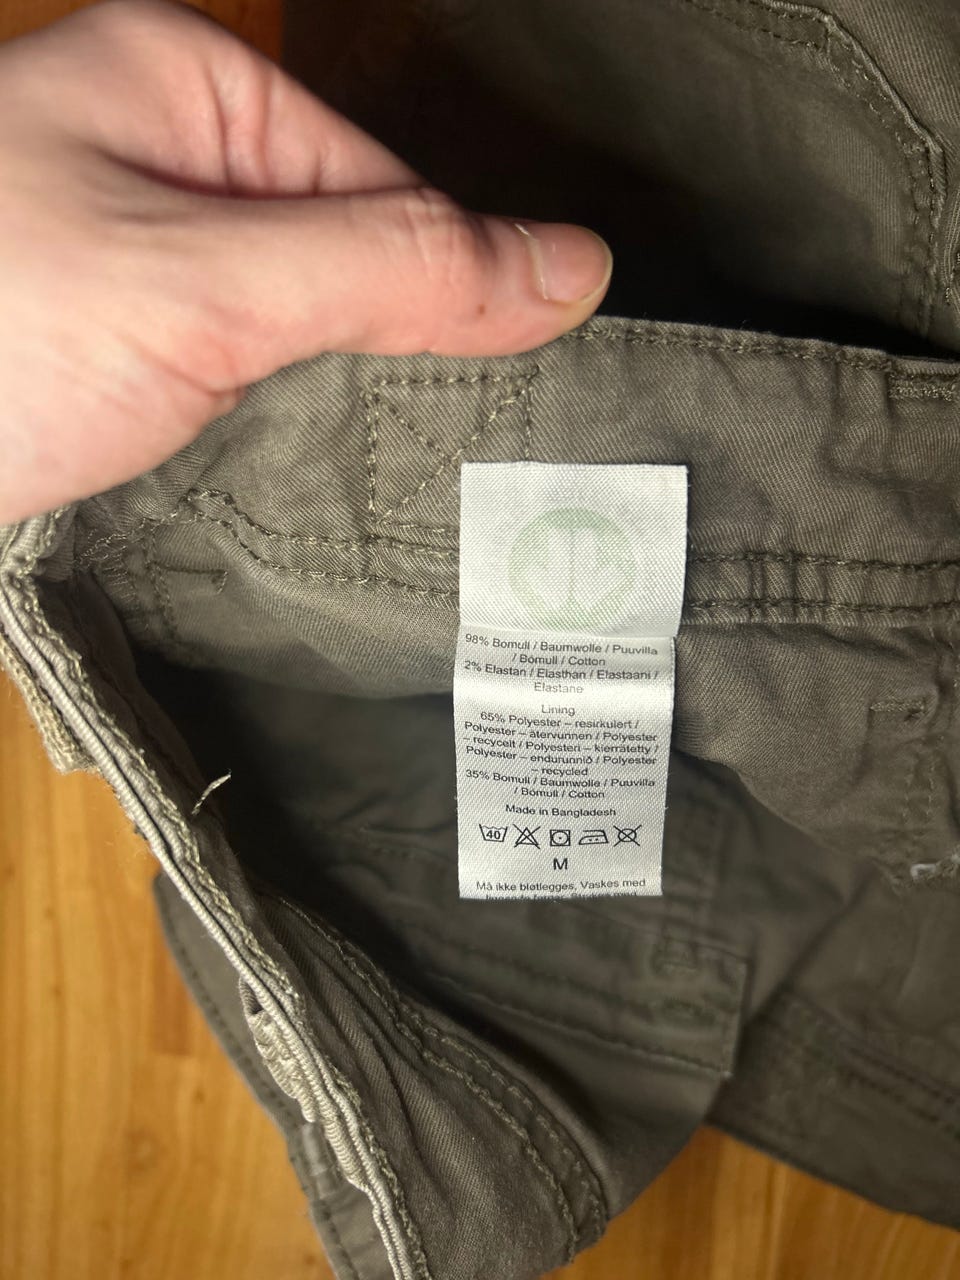 98% Bomull / Baumwolle / Puuvilla
/ Bómull / Cotton
2% Elastan / Elasthan / Elastaani /
Elastane
Lining
65% Polyester – resirkulert /
Polyester – återvunnen / Polyester
– recycelt / Polyesteri – kierrätetty /
Polyester – endurunnið / Polyester
– recycled
35% Bomull / Baumwolle / Puuvilla
/ Bómull / Cotton
Made in Bangladesh
40
M
Må ikke bløtlegges, Vaskes med